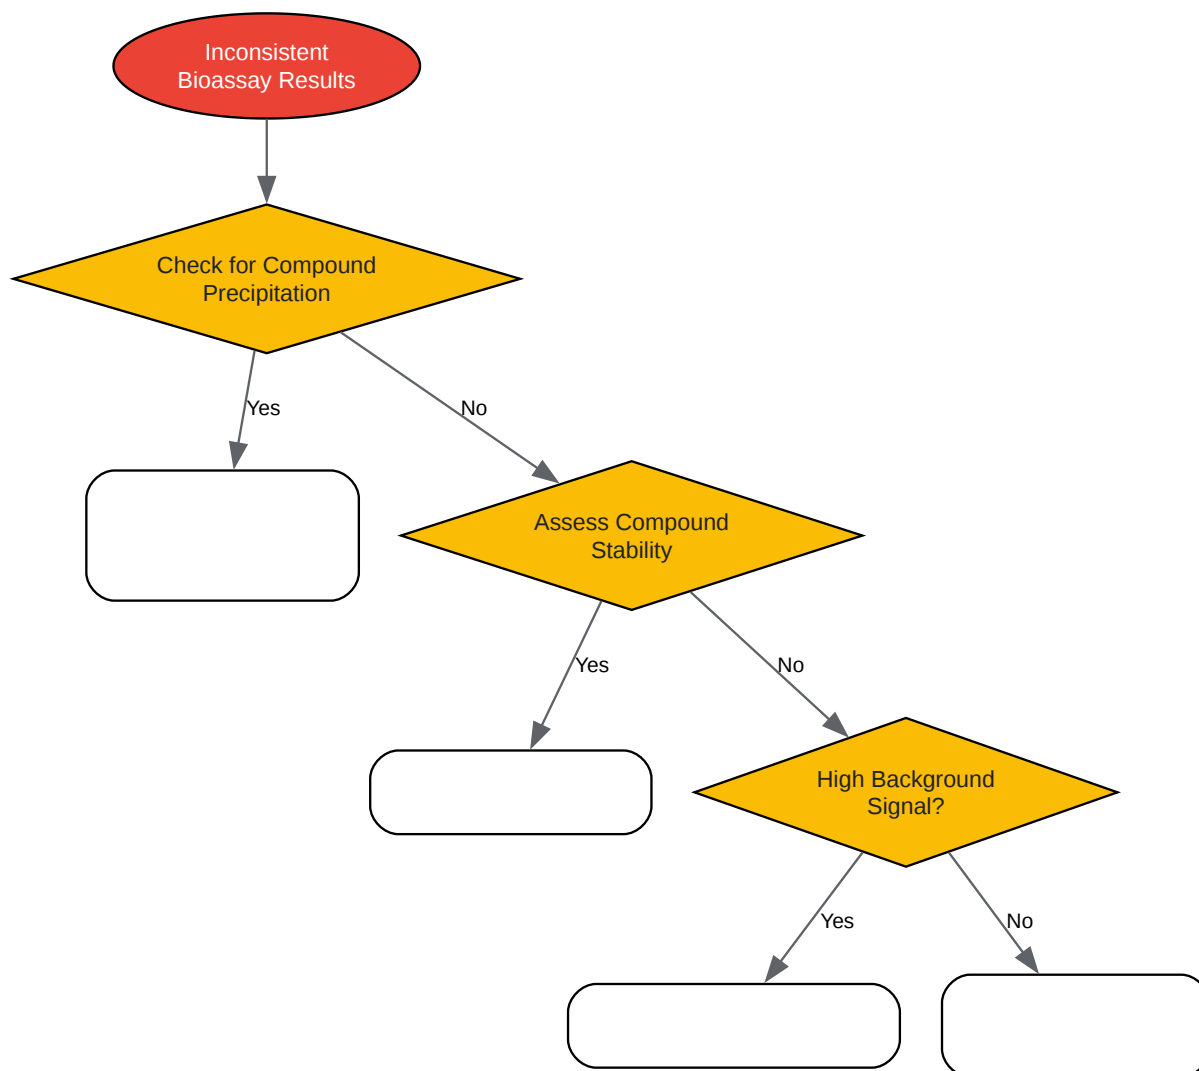 Inconsistent
Bioassay Results
Check for Compound
Precipitation
Yes
No
Assess Compound
Stability
Yes
No
High Background
Signal?
Yes
No